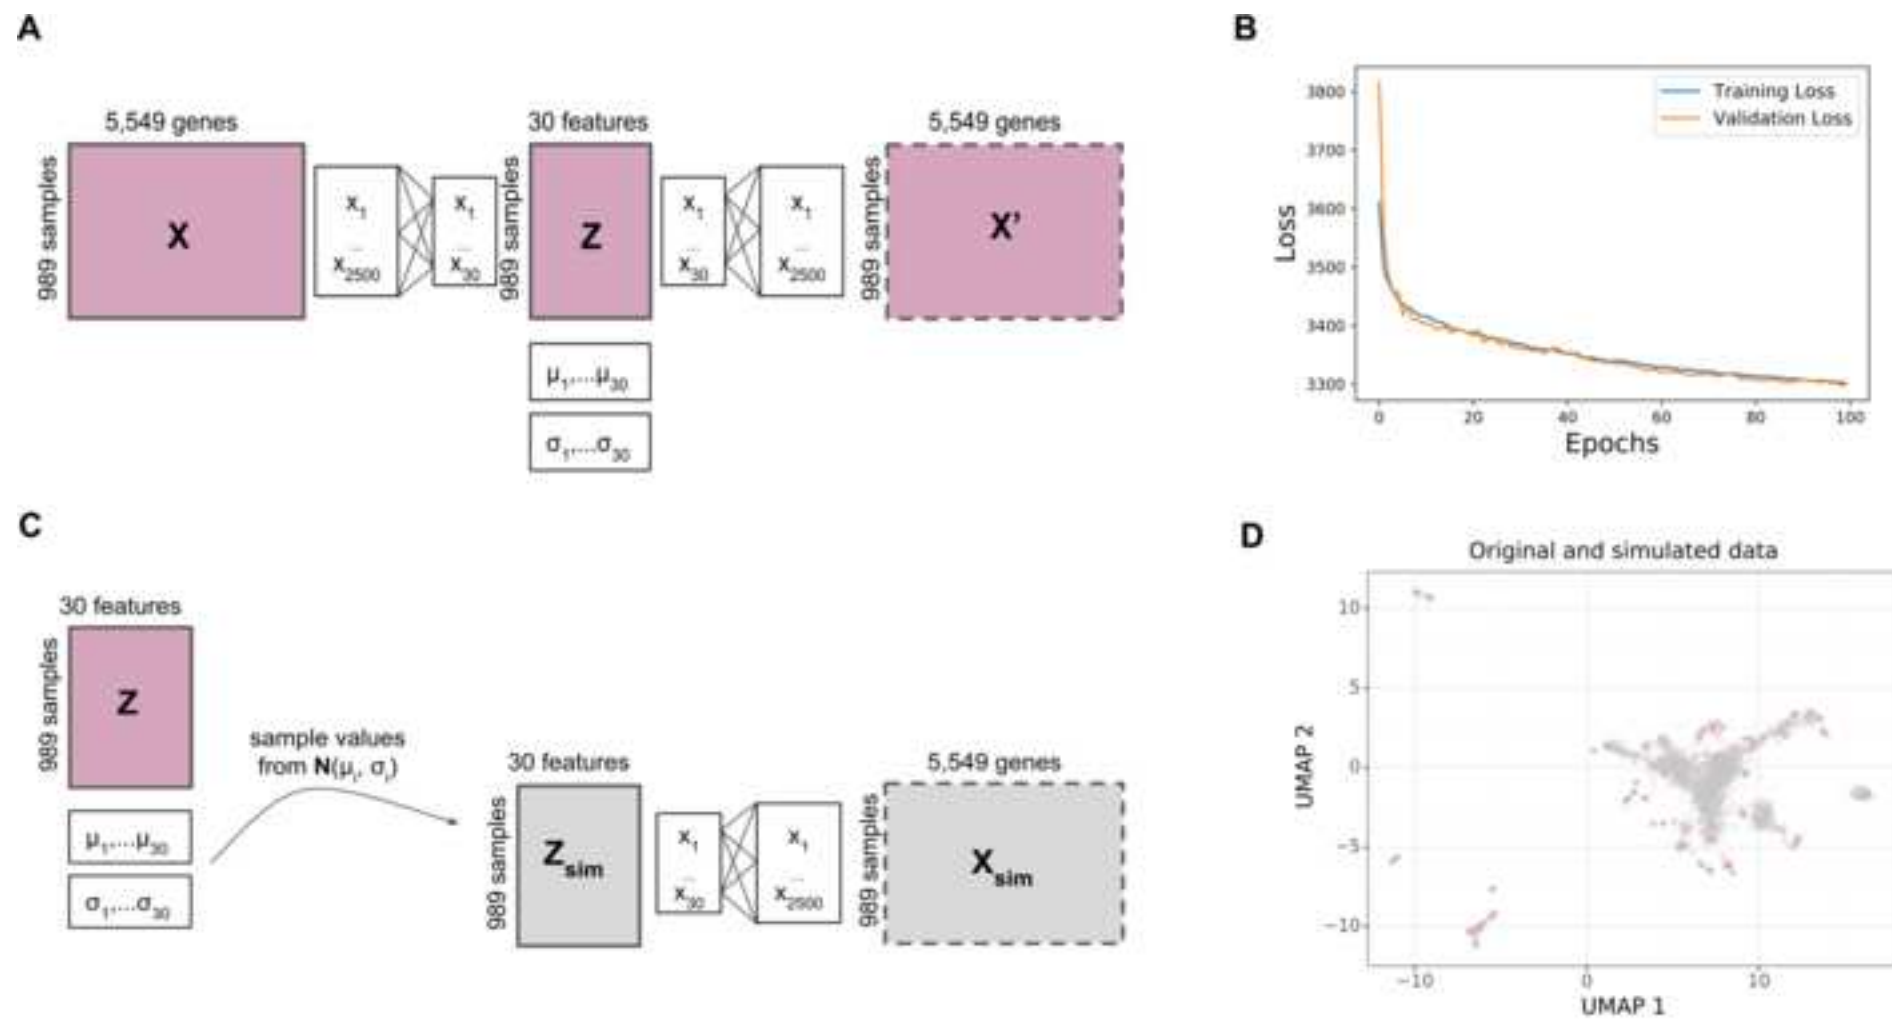 A
5,549 genes
30 features
5,549 genes
989 samples
X
x1
...
x2500
x1
...
x30
989 samples
Z
x1
...
x30
x1
...
x2500
989 samples
X’
μ1,...μ30
σ1,...σ30
B
Training Loss
Validation Loss
3800
3700
3600
3500
3400
3300
Loss
0
20
40
60
80
100
Epochs
C
30 features
989 samples
Z
μ1,...μ30
σ1,...σ30
sample values
from N(μi, σi)
30 features
989 samples
Zsim
x1
...
x30
x1
...
x2500
5,549 genes
989 samples
Xsim
D
Original and simulated data
10
5
0
−5
−10
UMAP 2
−10
0
10
UMAP 1